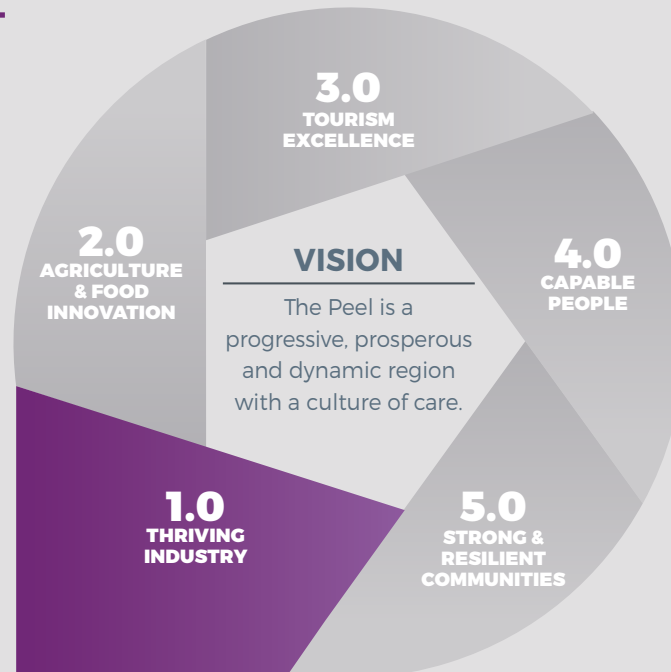 3.0
TOURISM
EXCELLENCE
2.0
AGRICULTURE
& FOOD
INNOVATION
VISION
The Peel is a
progressive, prosperous
and dynamic region
with a culture of care.
4.0
CAPABLE
PEOPLE
1.0
THRIVING
INDUSTRY
5.0
STRONG &
RESILIENT
COMMUNITIES